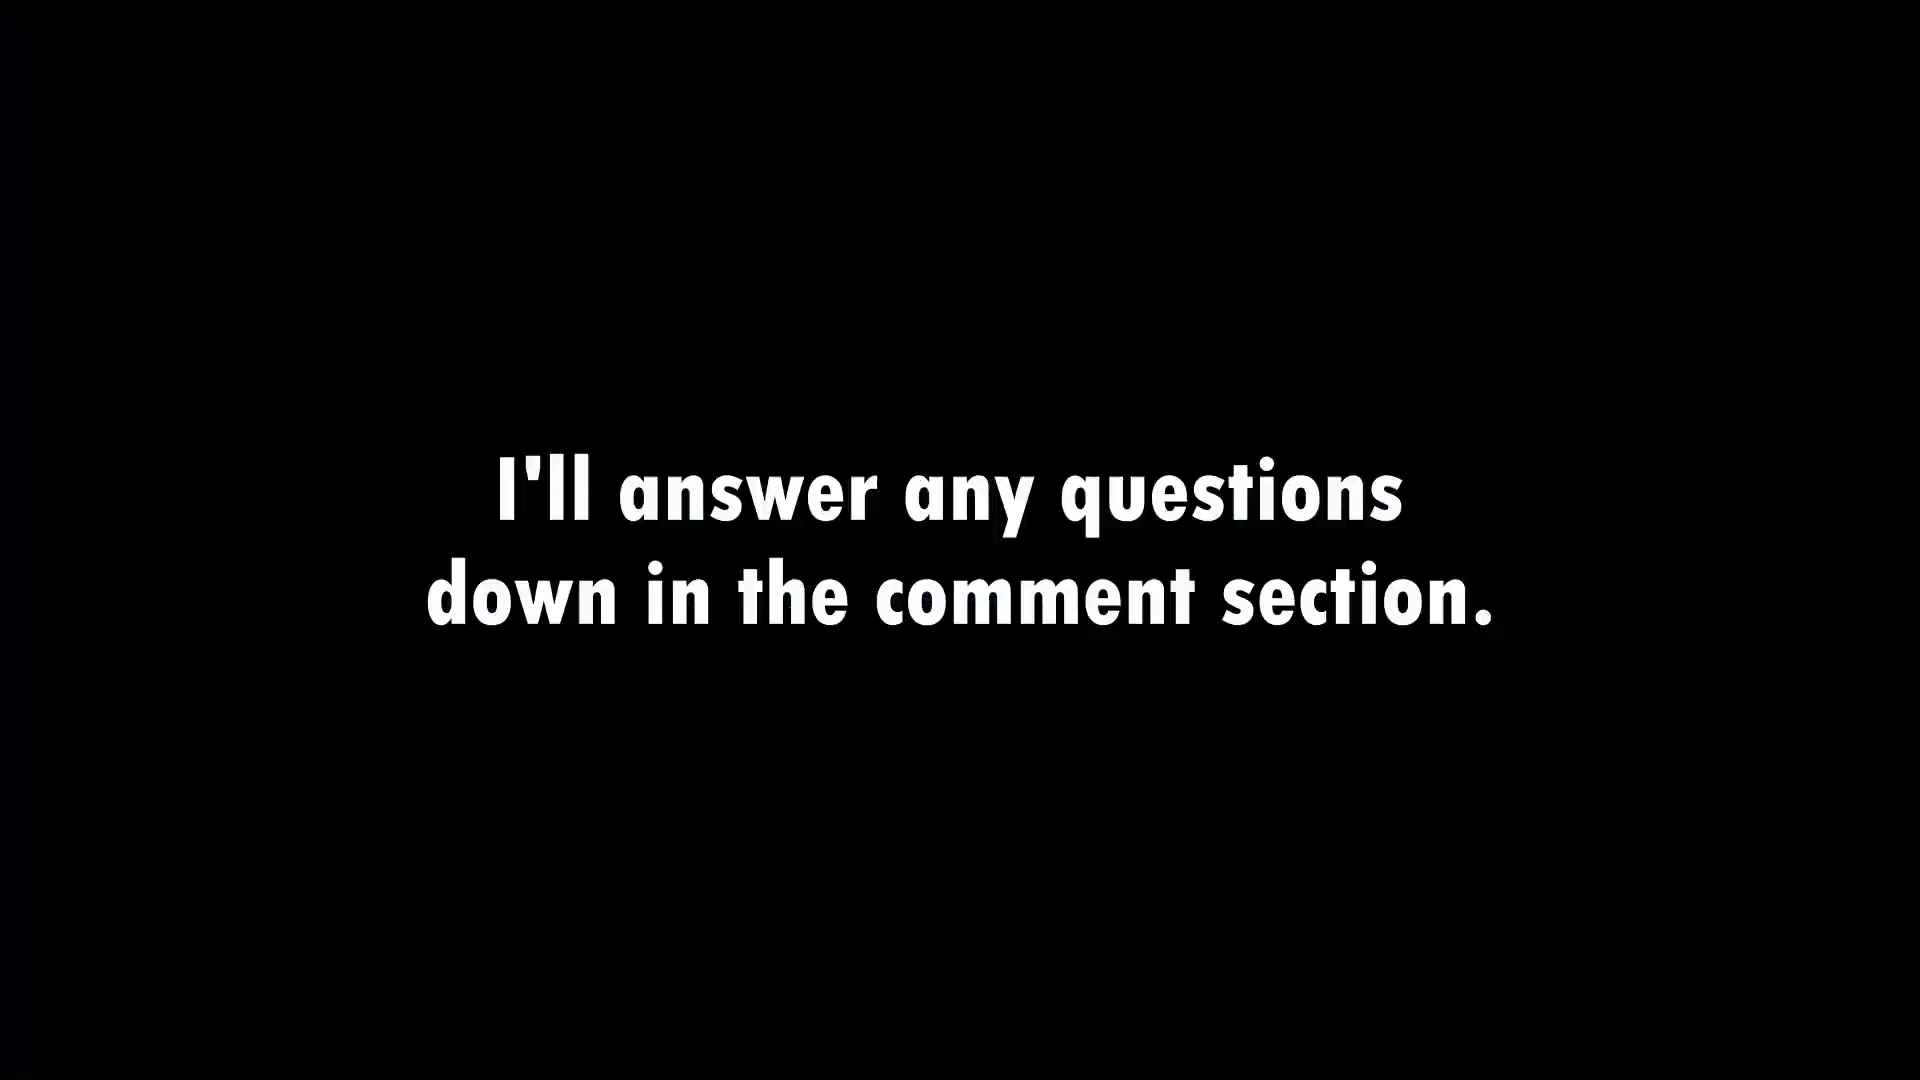 I'll answer any questions
down in the comment section.